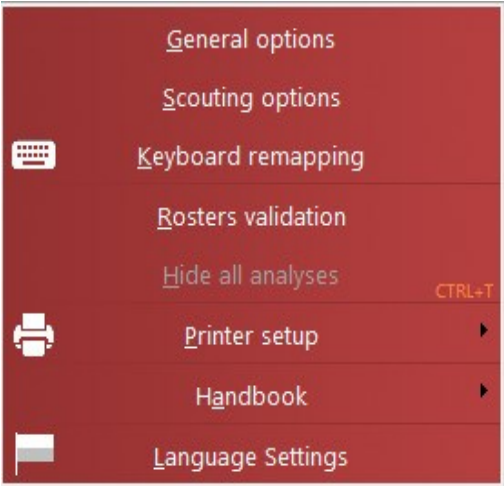 General options
Scouting options
Keyboard remapping
Rosters validation
Hide all analyses
CTRL+T
Printer setup
Handbook
Language Settings